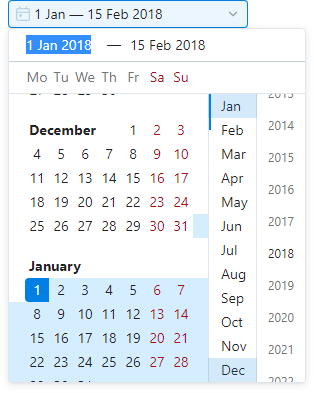 1 Jan — 15 Feb 2018
1 Jan 2018 — 15 Feb 2018
Mo Tu We Th Fr Sa Su
December 1 2 3
4 5 6 7 8 9 10
11 12 13 14 15 16 17
18 19 20 21 22 23 24
25 26 27 28 29 30 31
January
1 2 3 4 5 6 7
8 9 10 11 12 13 14
15 16 17 18 19 20 21
22 23 24 25 26 27 28
Jan
Feb
Mar
Apr
May
Jun
Jul
Aug
Sep
Oct
Nov
Dec
2014
2015
2016
2017
2018
2019
2020
2021